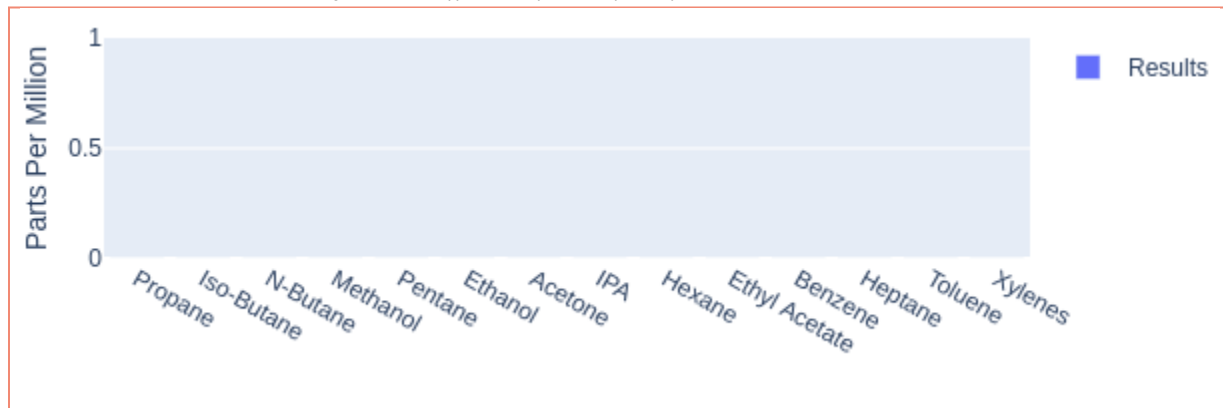 1
Results
Parts Per Million
0.5
0
Propane
Iso-Butane
N-Butane
Methanol
Pentane
Ethanol
Acetone
IPA
Hexane
Ethyl Acetate
Benzene
Heptane
Toluene
Xylenes